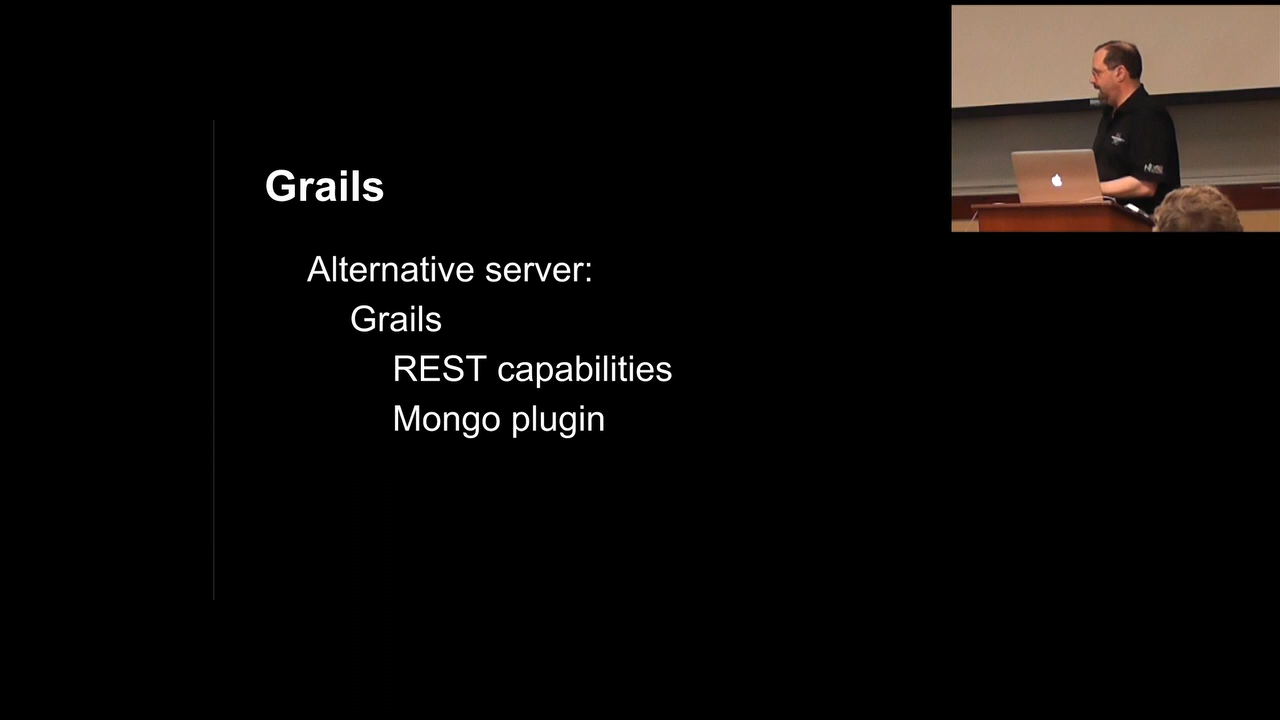 Grails
Alternative server:
Grails
REST capabilities
Mongo plugin